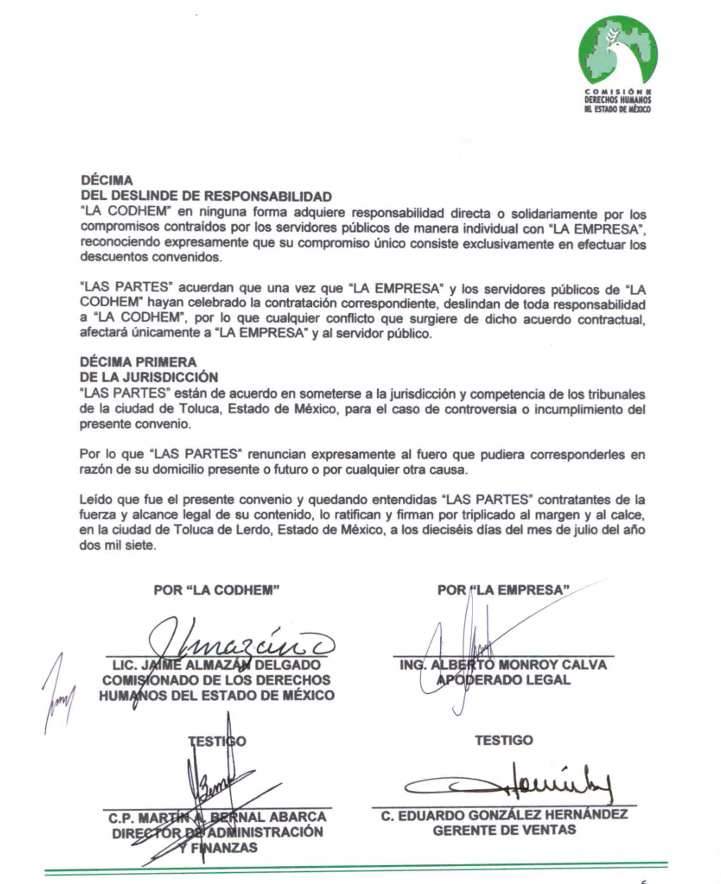 COMISIÓN DE
DERECHOS HUMANOS
DEL ESTADO DE MÉXICO
DÉCIMA
DEL DESLINDE DE RESPONSABILIDAD
“LA CODHEM” en ninguna forma adquiere responsabilidad directa o solidariamente por los
compromisos contraídos por los servidores públicos de manera individual con “LA EMPRESA”,
reconociendo expresamente que su compromiso único consiste exclusivamente en efectuar los
descuentos convenidos.
“LAS PARTES” acuerdan que una vez que “LA EMPRESA” y los servidores públicos de “LA
CODHEM” hayan celebrado la contratación correspondiente, deslindan de toda responsabilidad
a “LA CODHEM”, por lo que cualquier conflicto que surgiere de dicho acuerdo contractual,
afectará únicamente a “LA EMPRESA” y al servidor público.
DÉCIMA PRIMERA
DE LA JURISDICCIÓN
“LAS PARTES” están de acuerdo en someterse a la jurisdicción y competencia de los tribunales
de la ciudad de Toluca, Estado de México, para el caso de controversia o incumplimiento del
presente convenio.
Por lo que “LAS PARTES” renuncian expresamente al fuero que pudiera corresponderles en
razón de su domicilio presente o futuro o por cualquier otra causa.
Leído que fue el presente convenio y quedando entendidas “LAS PARTES” contratantes de la
fuerza y alcance legal de su contenido, lo ratifican y firman por triplicado al margen y al calce,
en la ciudad de Toluca de Lerdo, Estado de México, a los dieciséis días del mes de julio del año
dos mil siete.
POR “LA CODHEM”
LIC. JAIME ALMAZÁN DELGADO
COMISIONADO DE LOS DERECHOS
HUMANOS DEL ESTADO DE MÉXICO
POR “LA EMPRESA”
ING. ALBERTO MONROY CALVA
APODERADO LEGAL
TESTIGO
C.P. MARTÍN A. BERNAL ABARCA
DIRECTOR DE ADMINISTRACIÓN
Y FINANZAS
TESTIGO
C. EDUARDO GONZÁLEZ HERNÁNDEZ
GERENTE DE VENTAS